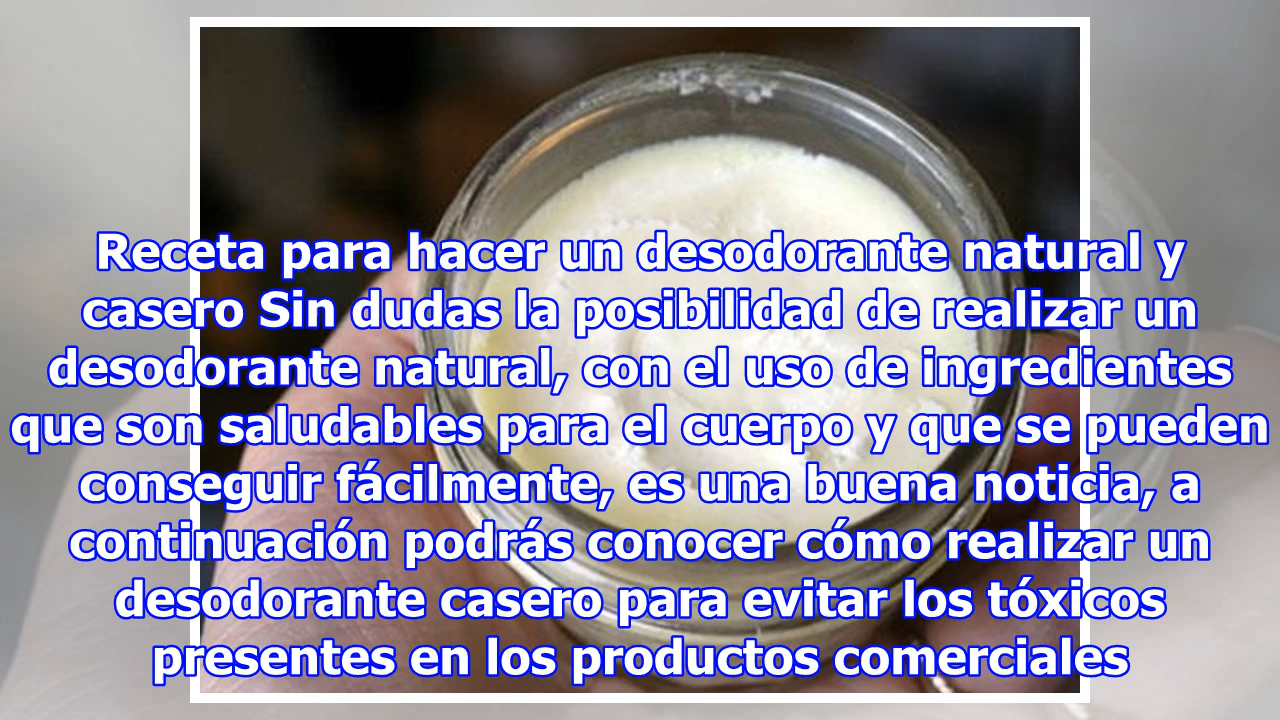 Receta para hacer un desodorante natural y
casero Sin dudas la posibilidad de realizar un
desodorante natural, con el uso de ingredientes
que son saludables para el cuerpo y que se pueden
conseguir fácilmente, es una buena noticia, a
continuación podrás conocer cómo realizar un
desodorante casero para evitar los tóxicos
presentes en los productos comerciales